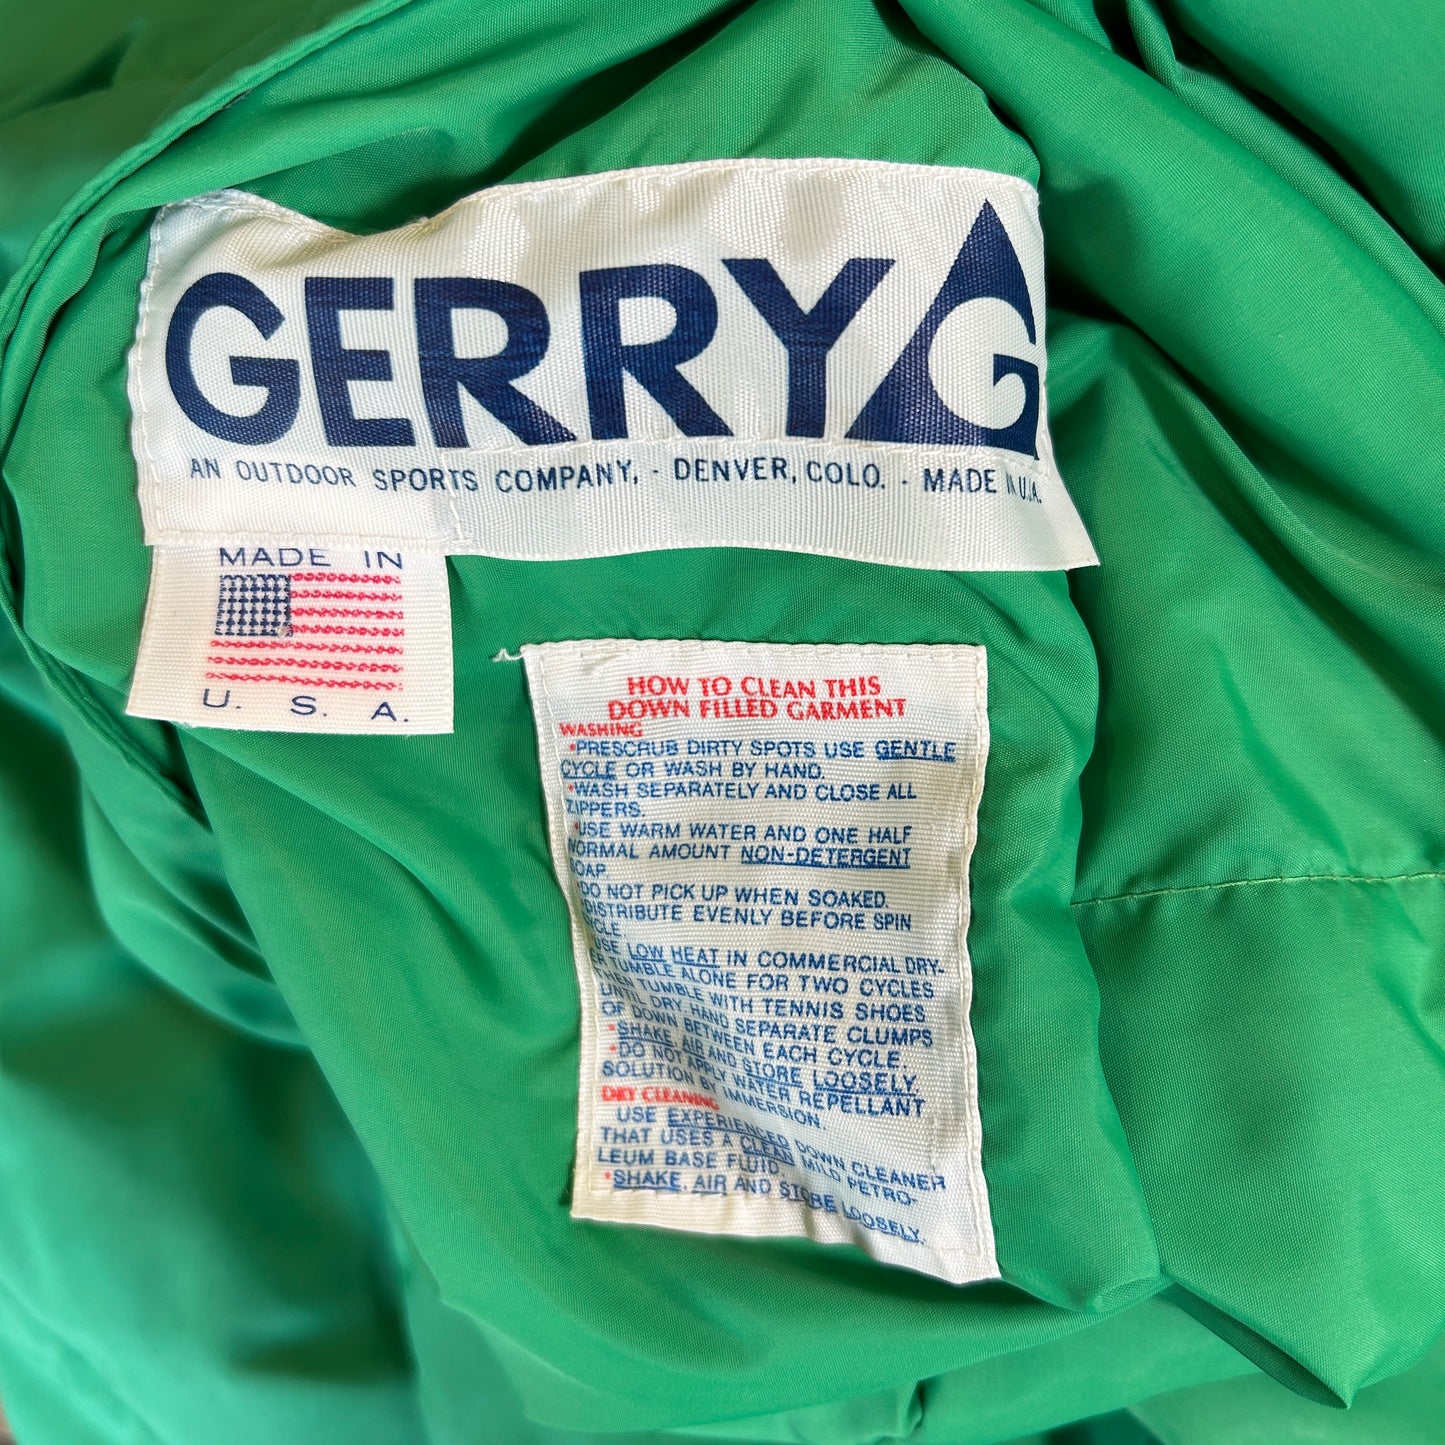 GERRY G
AN OUTDOOR SPORTS COMPANY, - DENVER, COLO. - MADE IN U.S.A.
MADE IN
U. S. A.
HOW TO CLEAN THIS
DOWN FILLED GARMENT
WASHING
•PRESCRUB DIRTY SPOTS USE GENTLE
CYCLE OR WASH BY HAND.
•WASH SEPARATELY AND CLOSE ALL
ZIPPERS.
•USE WARM WATER AND ONE HALF
NORMAL AMOUNT NON-DETERGENT
SOAP
•DO NOT PICK UP WHEN SOAKED.
DISTRIBUTE EVENLY BEFORE SPIN
CYCLE
USE LOW HEAT IN COMMERCIAL DRY-
ER TUMBLE ALONE FOR TWO CYCLES
THEN TUMBLE WITH TENNIS SHOES
UNTIL DRY, HAND SEPARATE CLUMPS
OF DOWN BETWEEN EACH CYCLE.
•SHAKE, AIR AND STORE LOOSELY.
•DO NOT APPLY WATER REPELLANT
SOLUTION BY IMMERSION.
DRY CLEANING
USE EXPERIENCED DOWN CLEANER
THAT USES A CLEAN MILD PETRO-
LEUM BASE FLUID.
•SHAKE, AIR AND STORE LOOSELY.